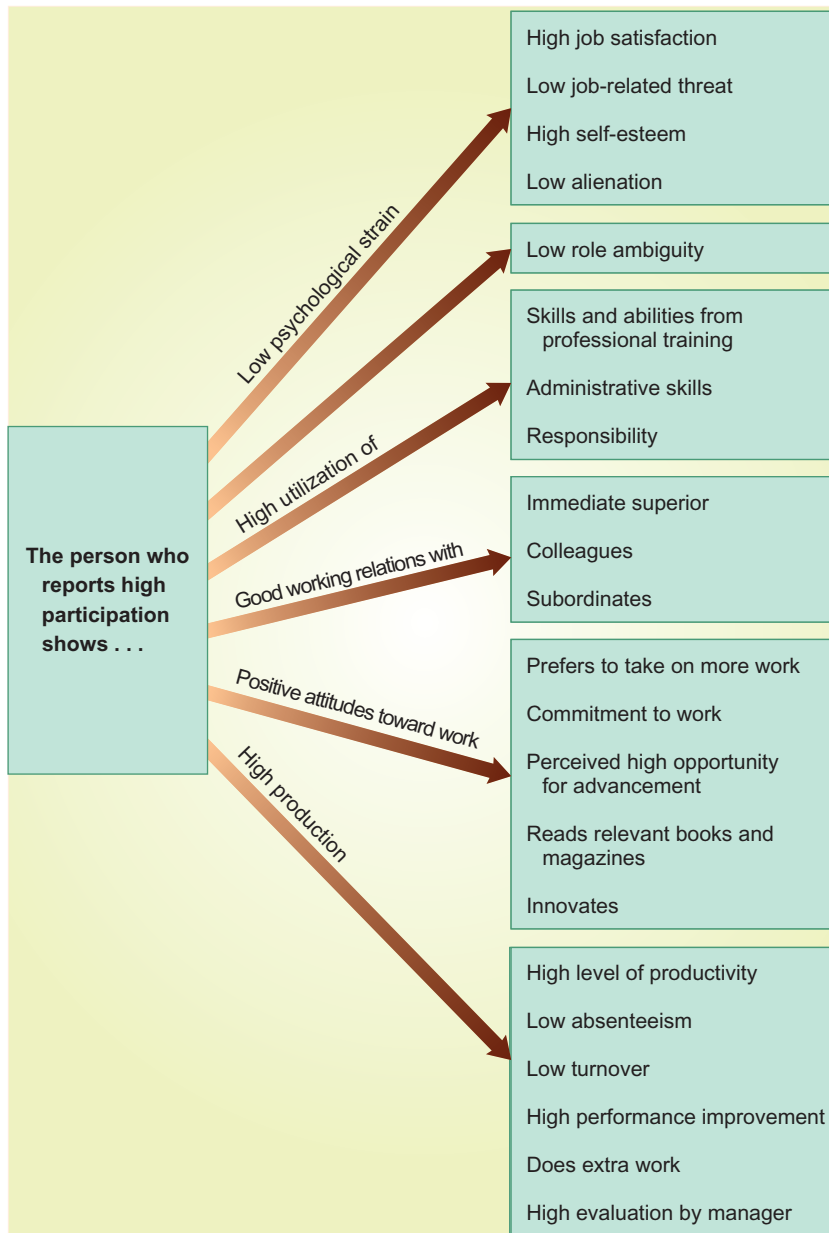 The person who
reports high
participation
shows . . .
Low psychological strain
High job satisfaction
Low job-related threat
High self-esteem
Low alienation
Low role ambiguity
High utilization of
Skills and abilities from
professional training
Administrative skills
Responsibility
Good working relations with
Immediate superior
Colleagues
Subordinates
Positive attitudes toward work
Prefers to take on more work
Commitment to work
Perceived high opportunity
for advancement
Reads relevant books and
magazines
Innovates
High production
High level of productivity
Low absenteeism
Low turnover
High performance improvement
Does extra work
High evaluation by manager